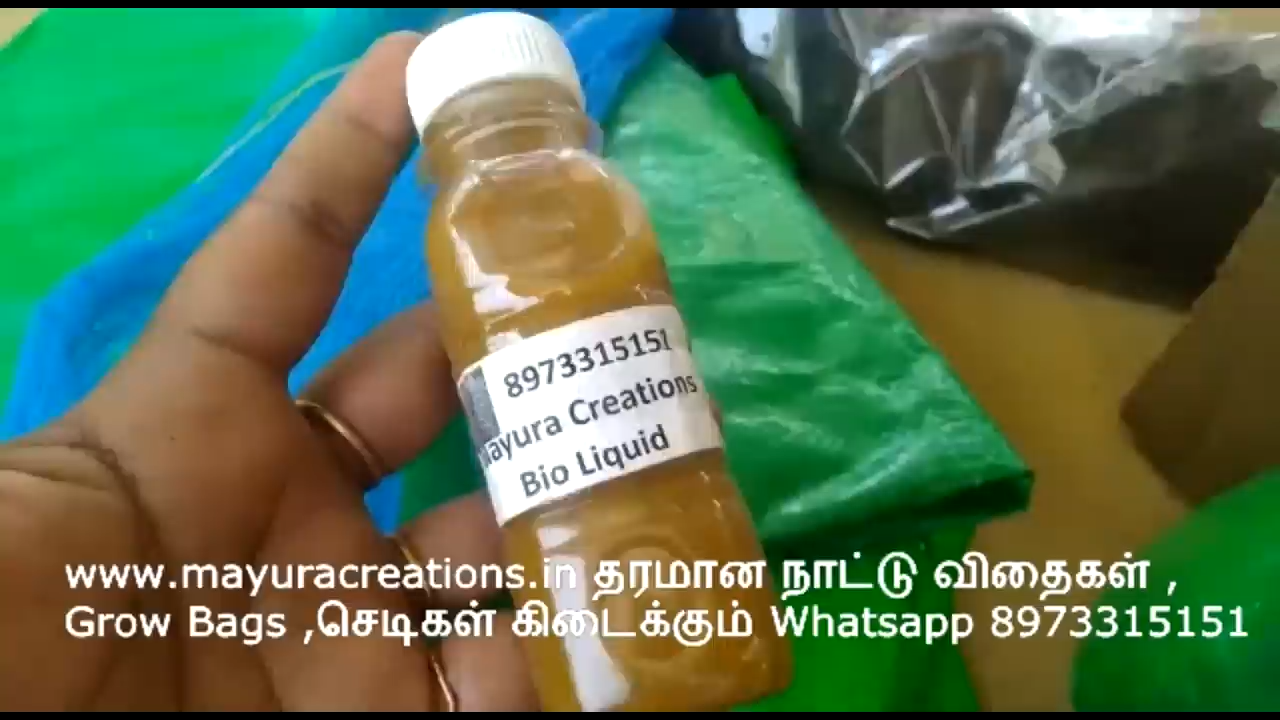 8973315151
Mayura Creations
Bio Liquid
www.mayuracreations.in தரமான நாட்டு விதைகள் ,
Grow Bags ,செடிகள் கிடைக்கும் Whatsapp 8973315151